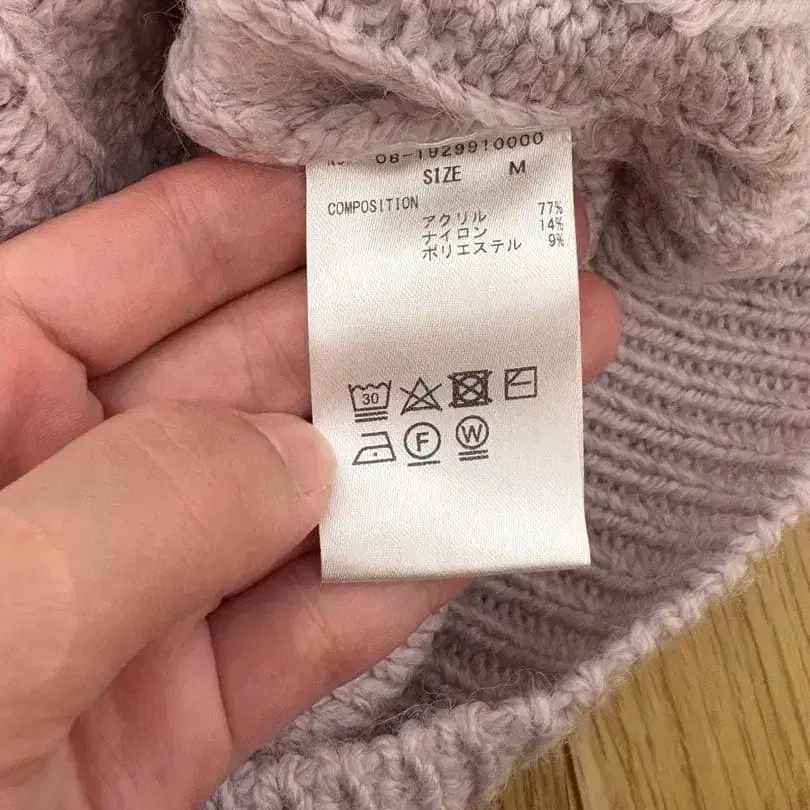 08-1929910000
SIZE M
COMPOSITION
アクリル 77%
ナイロン 14%
ポリエステル 9%
30
F W